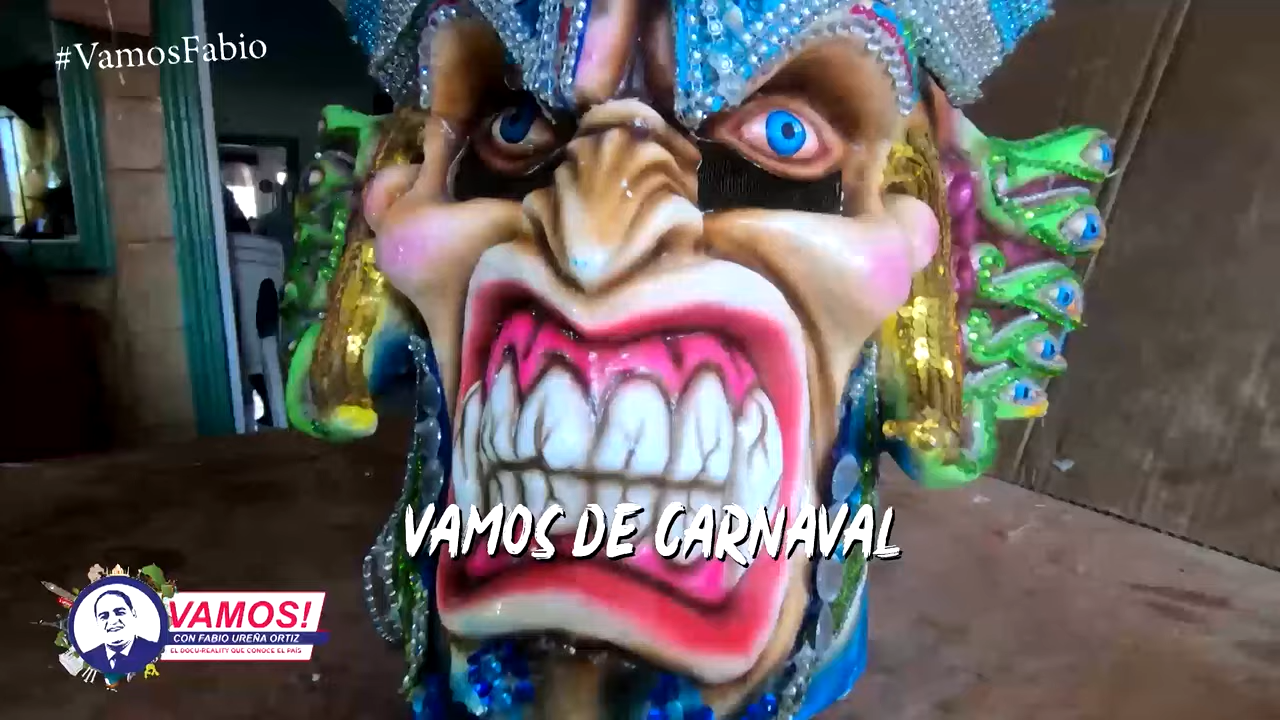 #VamosFabio
VAMOS DE CARNAVAL
VAMOS!
CON FABIO UREÑA ORTIZ
EL DOCU-REALITY QUE CONOCE EL PAÍS